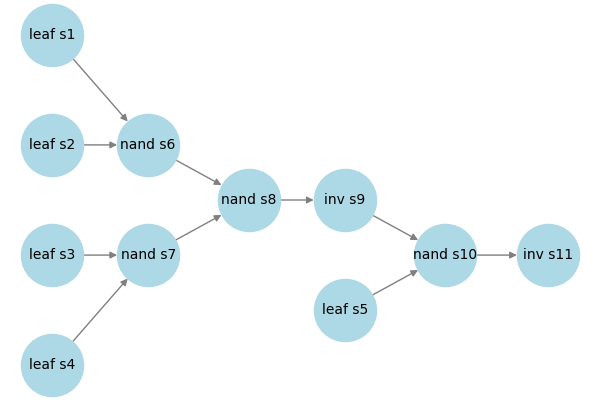 leaf s1
leaf s2
nand s6
nand s8
inv s9
leaf s3
nand s7
nand s10
inv s11
leaf s5
leaf s4